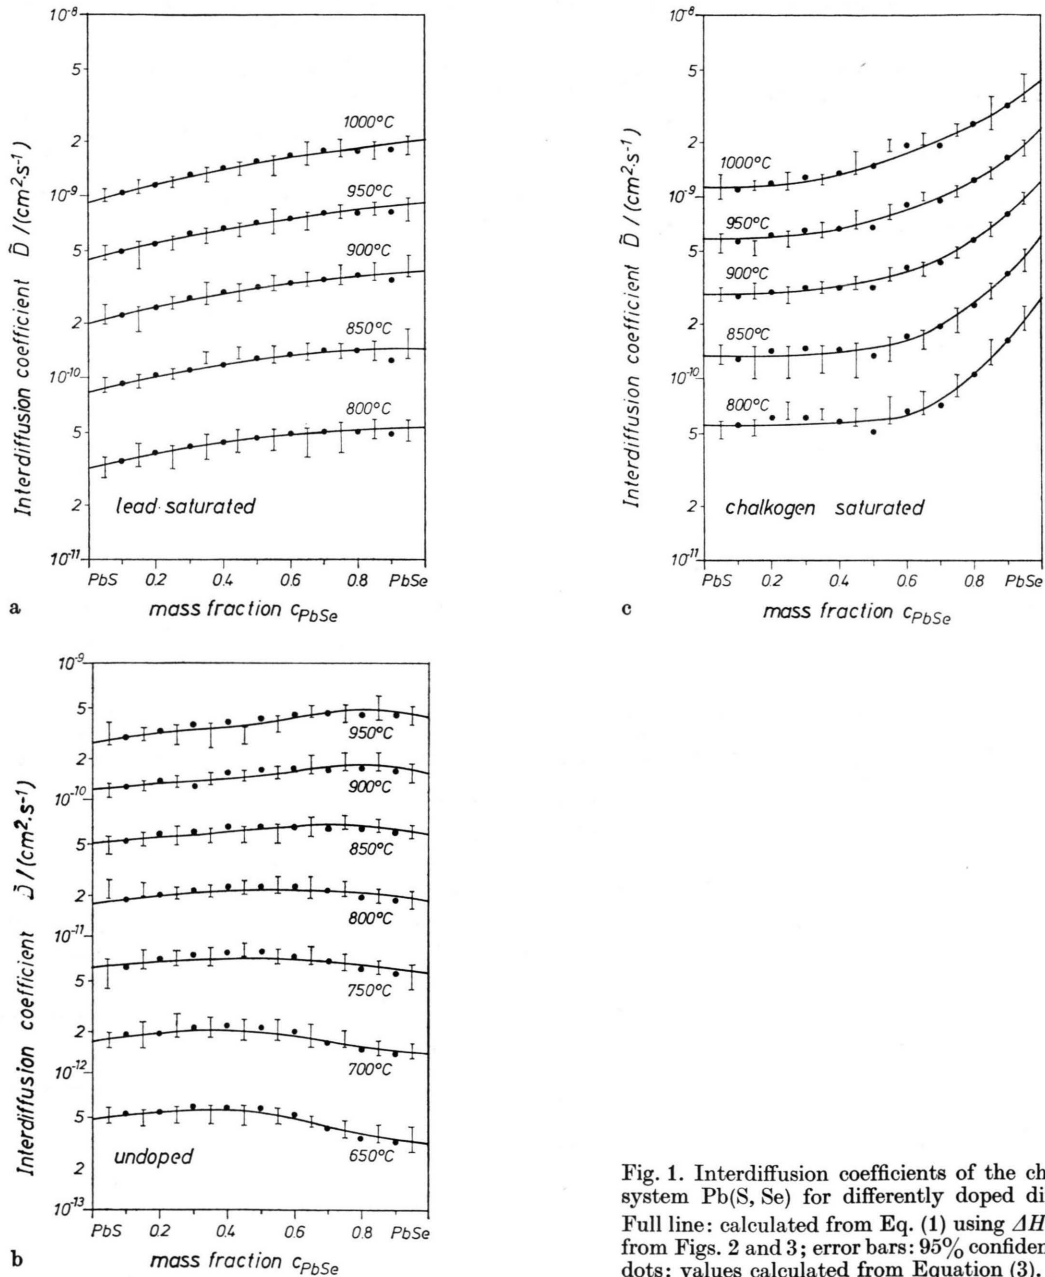 10⁻⁸
5
2
10⁻⁹
5
2
10⁻¹⁰
5
2
10⁻¹¹
Interdiffusion coefficient D̃ /(cm²·s⁻¹)
1000°C
950°C
900°C
850°C
800°C
lead saturated
PbS 0.2 0.4 0.6 0.8 PbSe
mass fraction c_PbSe
a
10⁻⁸
5
2
10⁻⁹
5
2
10⁻¹⁰
5
2
10⁻¹¹
Interdiffusion coefficient D̃ /(cm²·s⁻¹)
1000°C
950°C
900°C
850°C
800°C
chalkogen saturated
PbS 0.2 0.4 0.6 0.8 PbSe
mass fraction c_PbSe
c
10⁻⁹
5
2
10⁻¹⁰
5
2
10⁻¹¹
5
2
10⁻¹²
5
2
10⁻¹³
Interdiffusion coefficient D̃ /(cm²·s⁻¹)
950°C
900°C
850°C
800°C
750°C
700°C
650°C
undoped
PbS 0.2 0.4 0.6 0.8 PbSe
mass fraction c_PbSe
b
Fig. 1. Interdiffusion coefficients of the ch
system Pb(S, Se) for differently doped di
Full line: calculated from Eq. (1) using ΔH
from Figs. 2 and 3; error bars: 95% confiden
dots: values calculated from Equation (3).